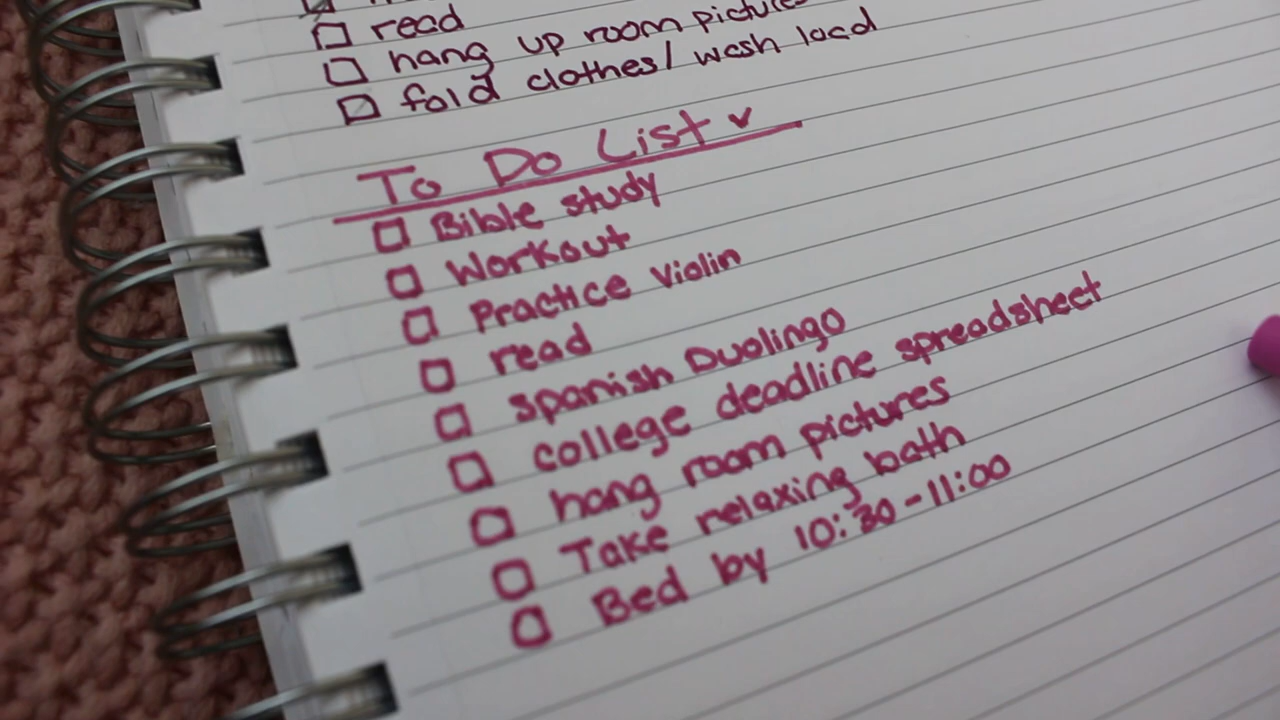 read
hang up room pictures
fold clothes/ wash load
To Do List
Bible study
Workout
Practice Violin
read
spanish Duolingo
college deadline spreadsheet
hang room pictures
Take relaxing bath
Bed by 10:30-11:00